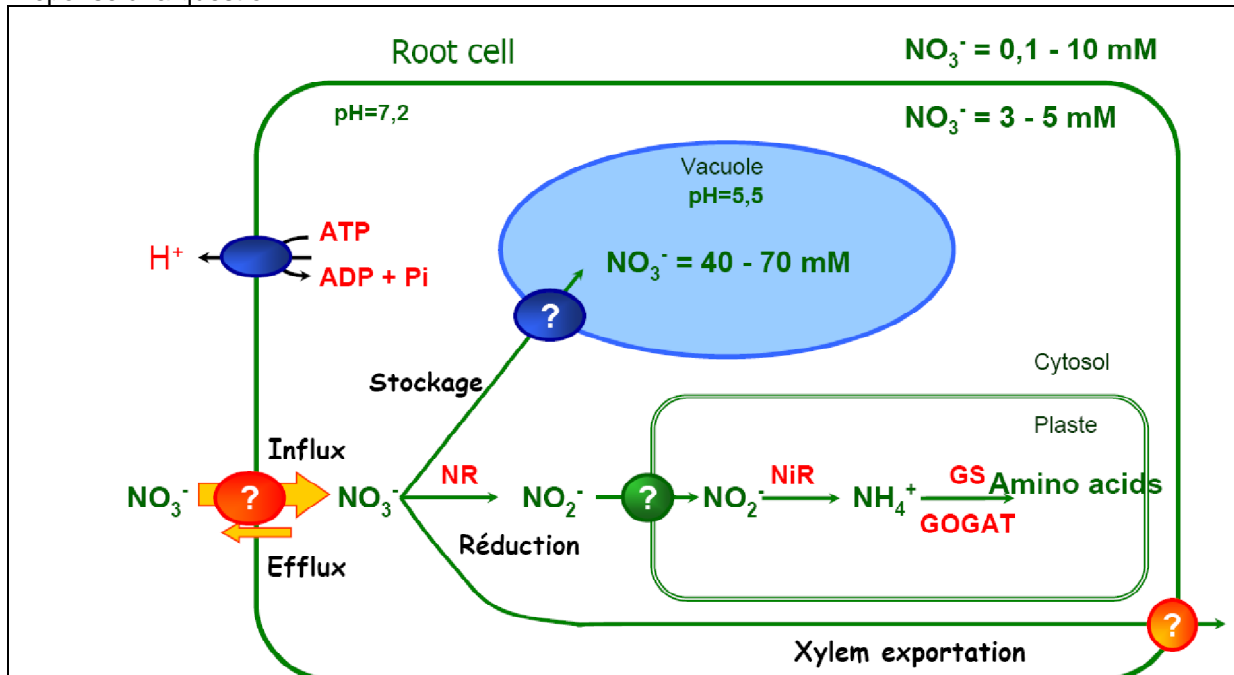 Root cell
NO₃⁻ = 0,1 - 10 mM
pH=7,2
NO₃⁻ = 3 - 5 mM
Vacuole
pH=5,5
NO₃⁻ = 40 - 70 mM
H⁺
ATP
ADP + Pi
?
Stockage
Cytosol
Plaste
Influx
NO₃⁻
?
NO₃⁻
NR
NO₂⁻
?
NO₂⁻
NiR
NH₄⁺
GS
GOGAT
Amino acids
Efflux
Réduction
Xylem exportation
?